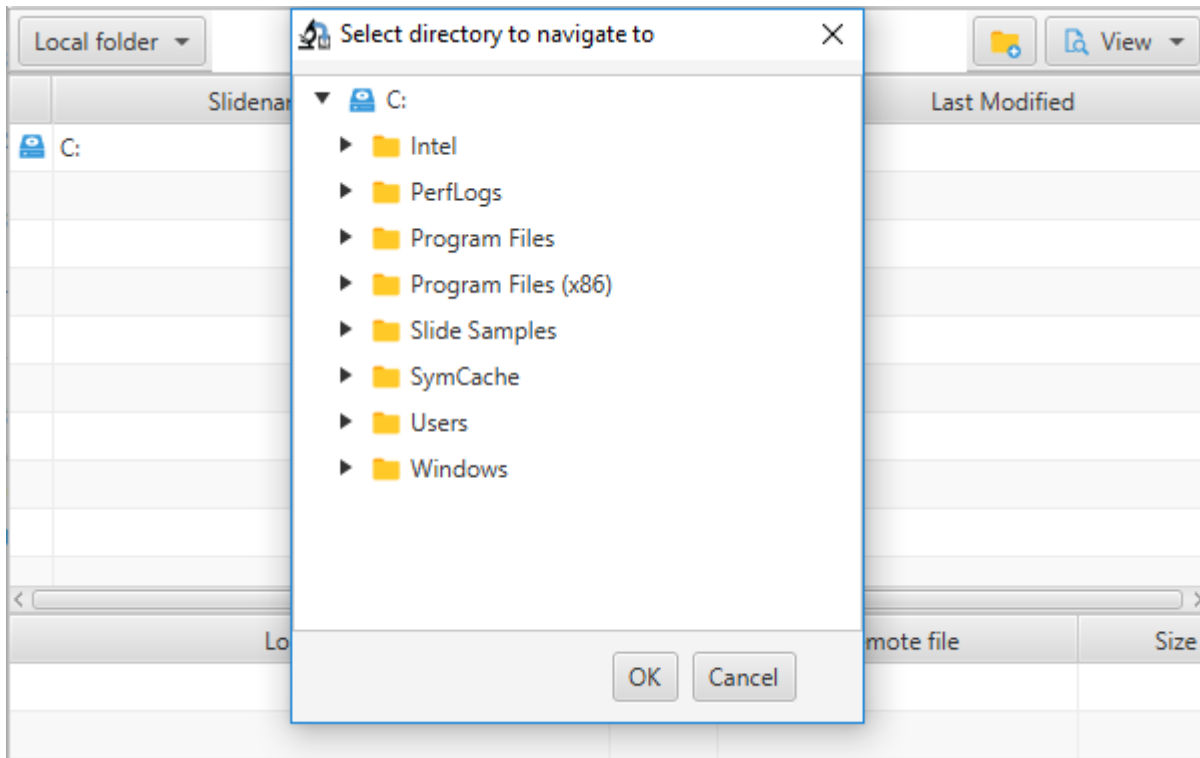 Local folder
Select directory to navigate to
View
Slidenar
Last Modified
C:
C:
Intel
PerfLogs
Program Files
Program Files (x86)
Slide Samples
SymCache
Users
Windows
Lo
mote file
Size
OK
Cancel